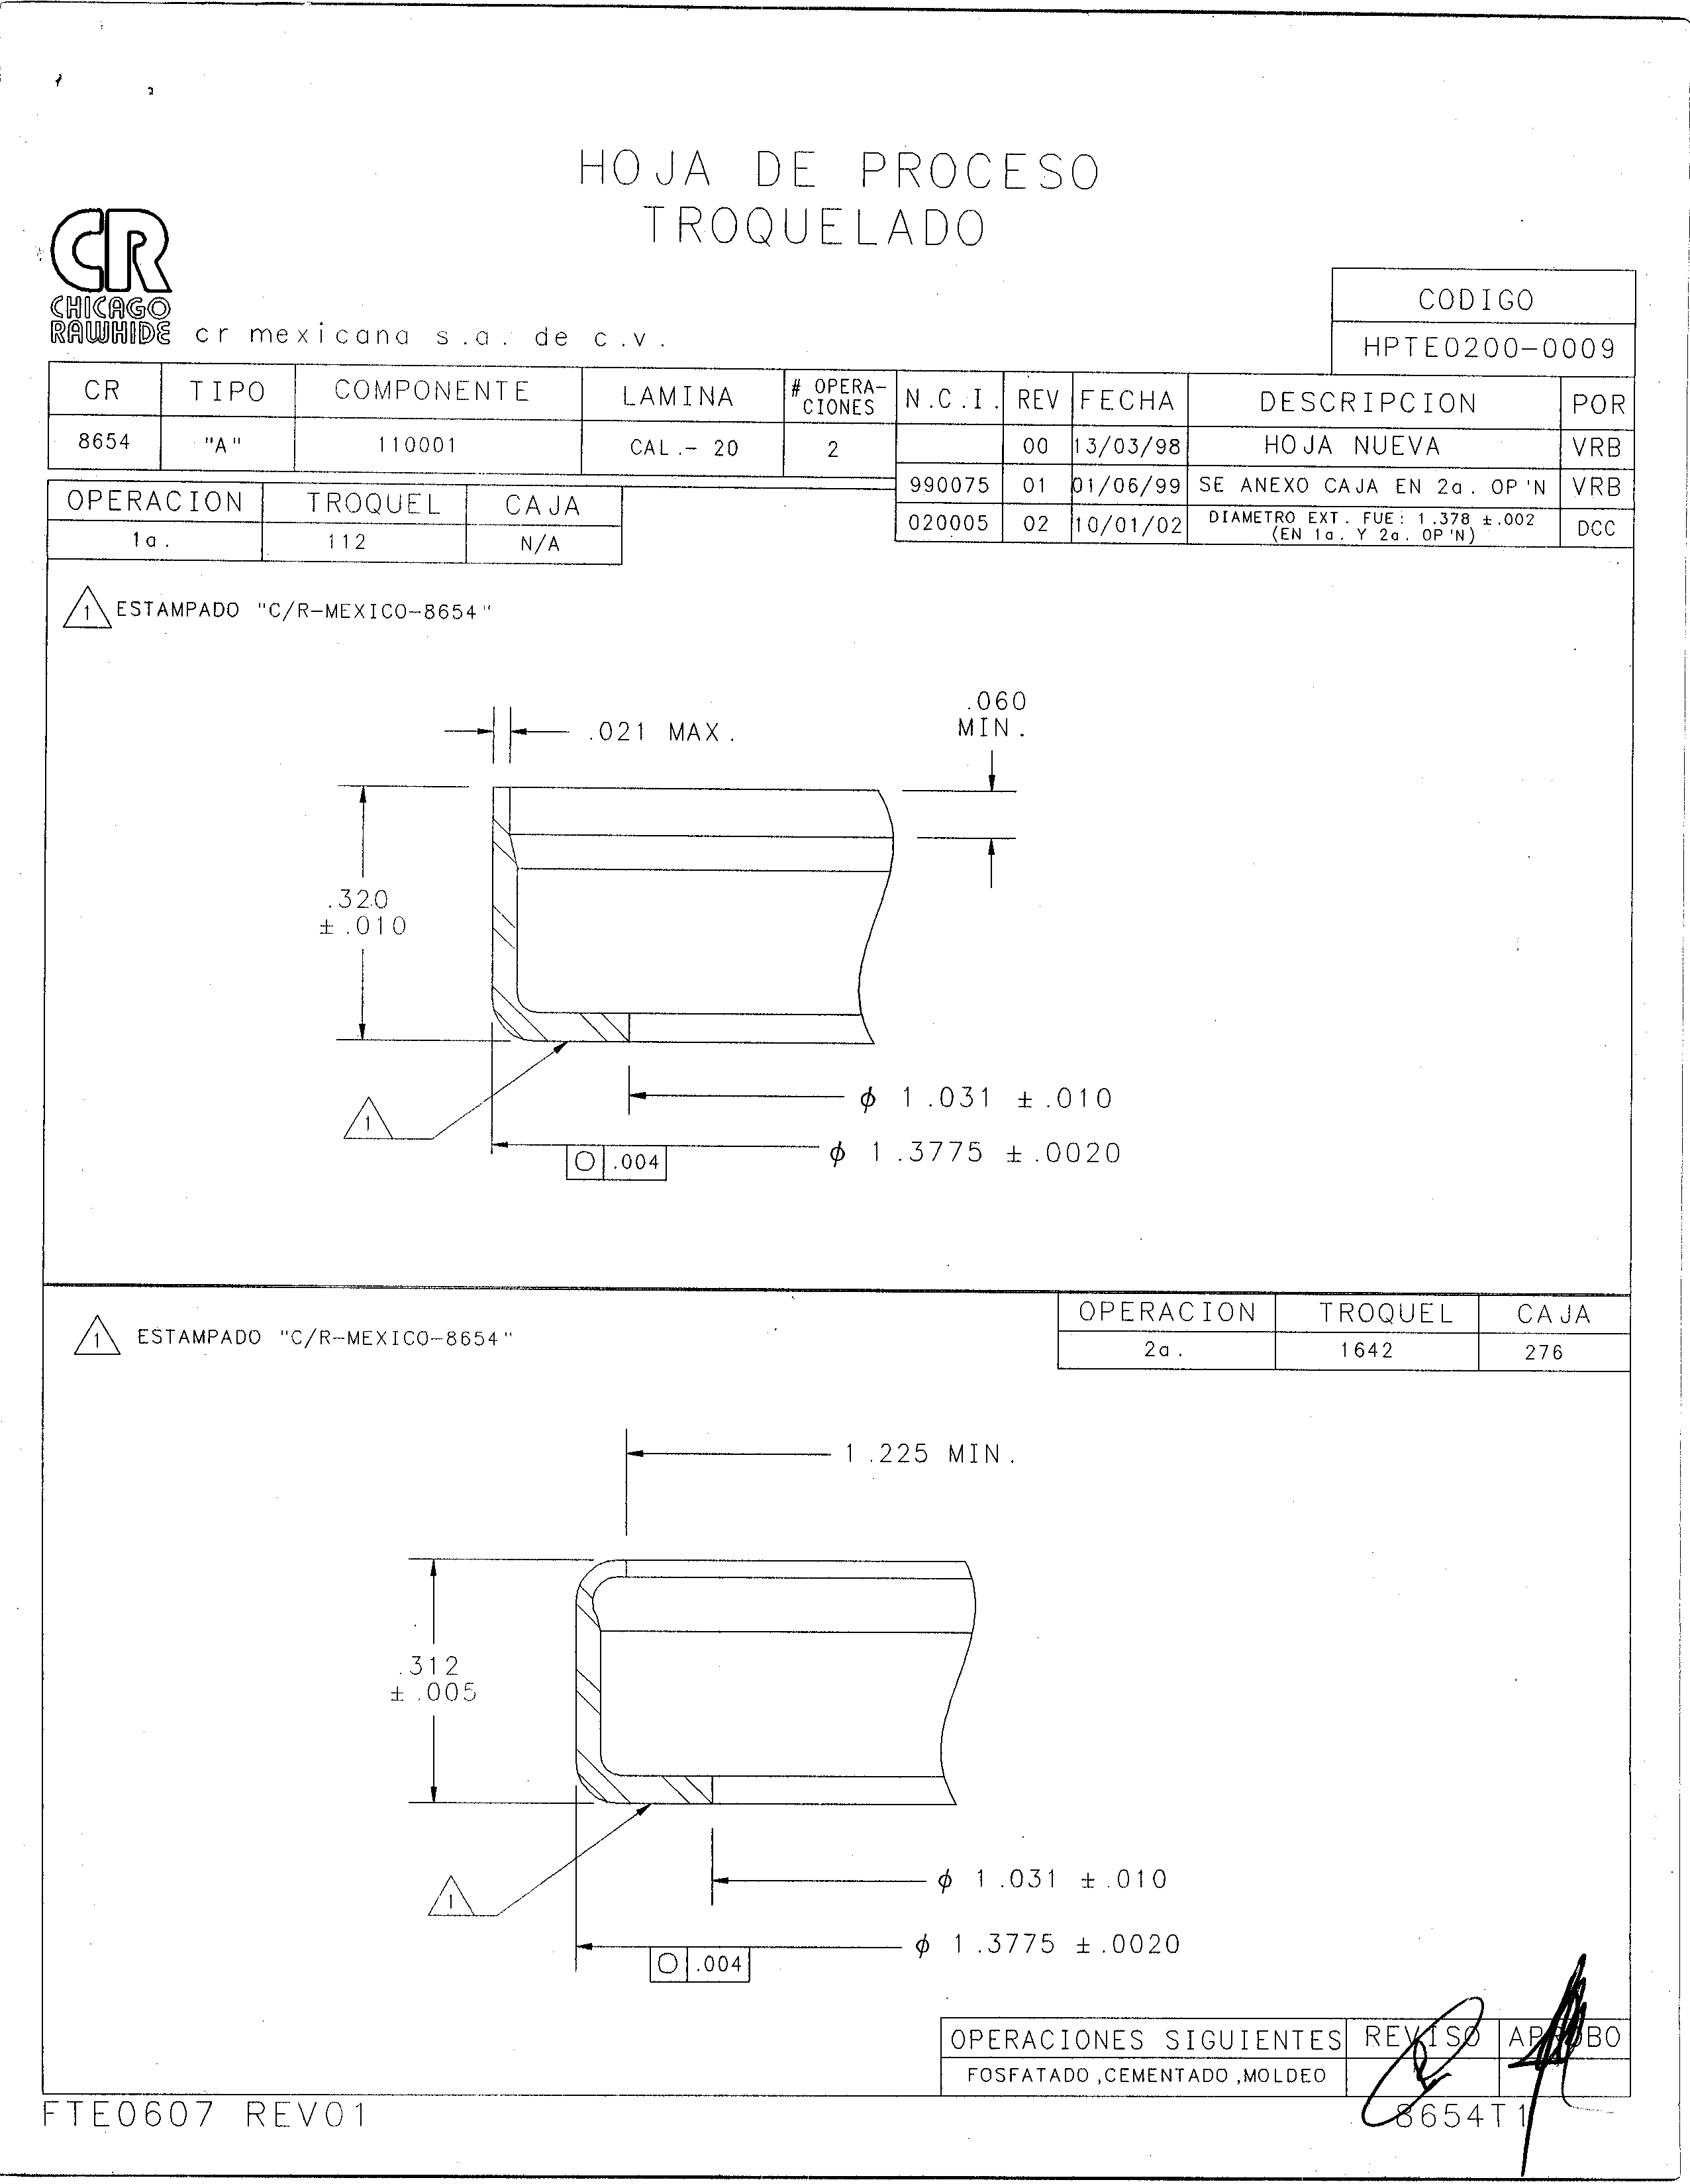 HOJA DE PROCESO
TROQUELADO
CR
CHICAGO
RAWHIDE
cr mexicana s.a. de c.v.
CODIGO
HPTE0200-0009
CR TIPO COMPONENTE LAMINA # OPERA-CIONES N.C.I. REV FECHA DESCRIPCION POR
8654 "A" 110001 CAL.- 20 2 00 13/03/98 HOJA NUEVA VRB
990075 01 01/06/99 SE ANEXO CAJA EN 2a. OP'N VRB
020005 02 10/01/02 DIAMETRO EXT. FUE: 1.378 ±.002
(EN 1a. Y 2a. OP'N) DCC
OPERACION TROQUEL CAJA
1a. 112 N/A
1 ESTAMPADO "C/R-MEXICO-8654"
.021 MAX.
.060
MIN.
.320
±.010
ϕ 1.031 ±.010
1
ϕ 1.3775 ±.0020
○ .004
OPERACION TROQUEL CAJA
2a. 1642 276
1 ESTAMPADO "C/R-MEXICO-8654"
1.225 MIN.
.312
±.005
ϕ 1.031 ±.010
1
ϕ 1.3775 ±.0020
○ .004
OPERACIONES SIGUIENTES REVISO APROBO
FOSFATADO,CEMENTADO,MOLDEO
FTE0607 REV01
8654T1